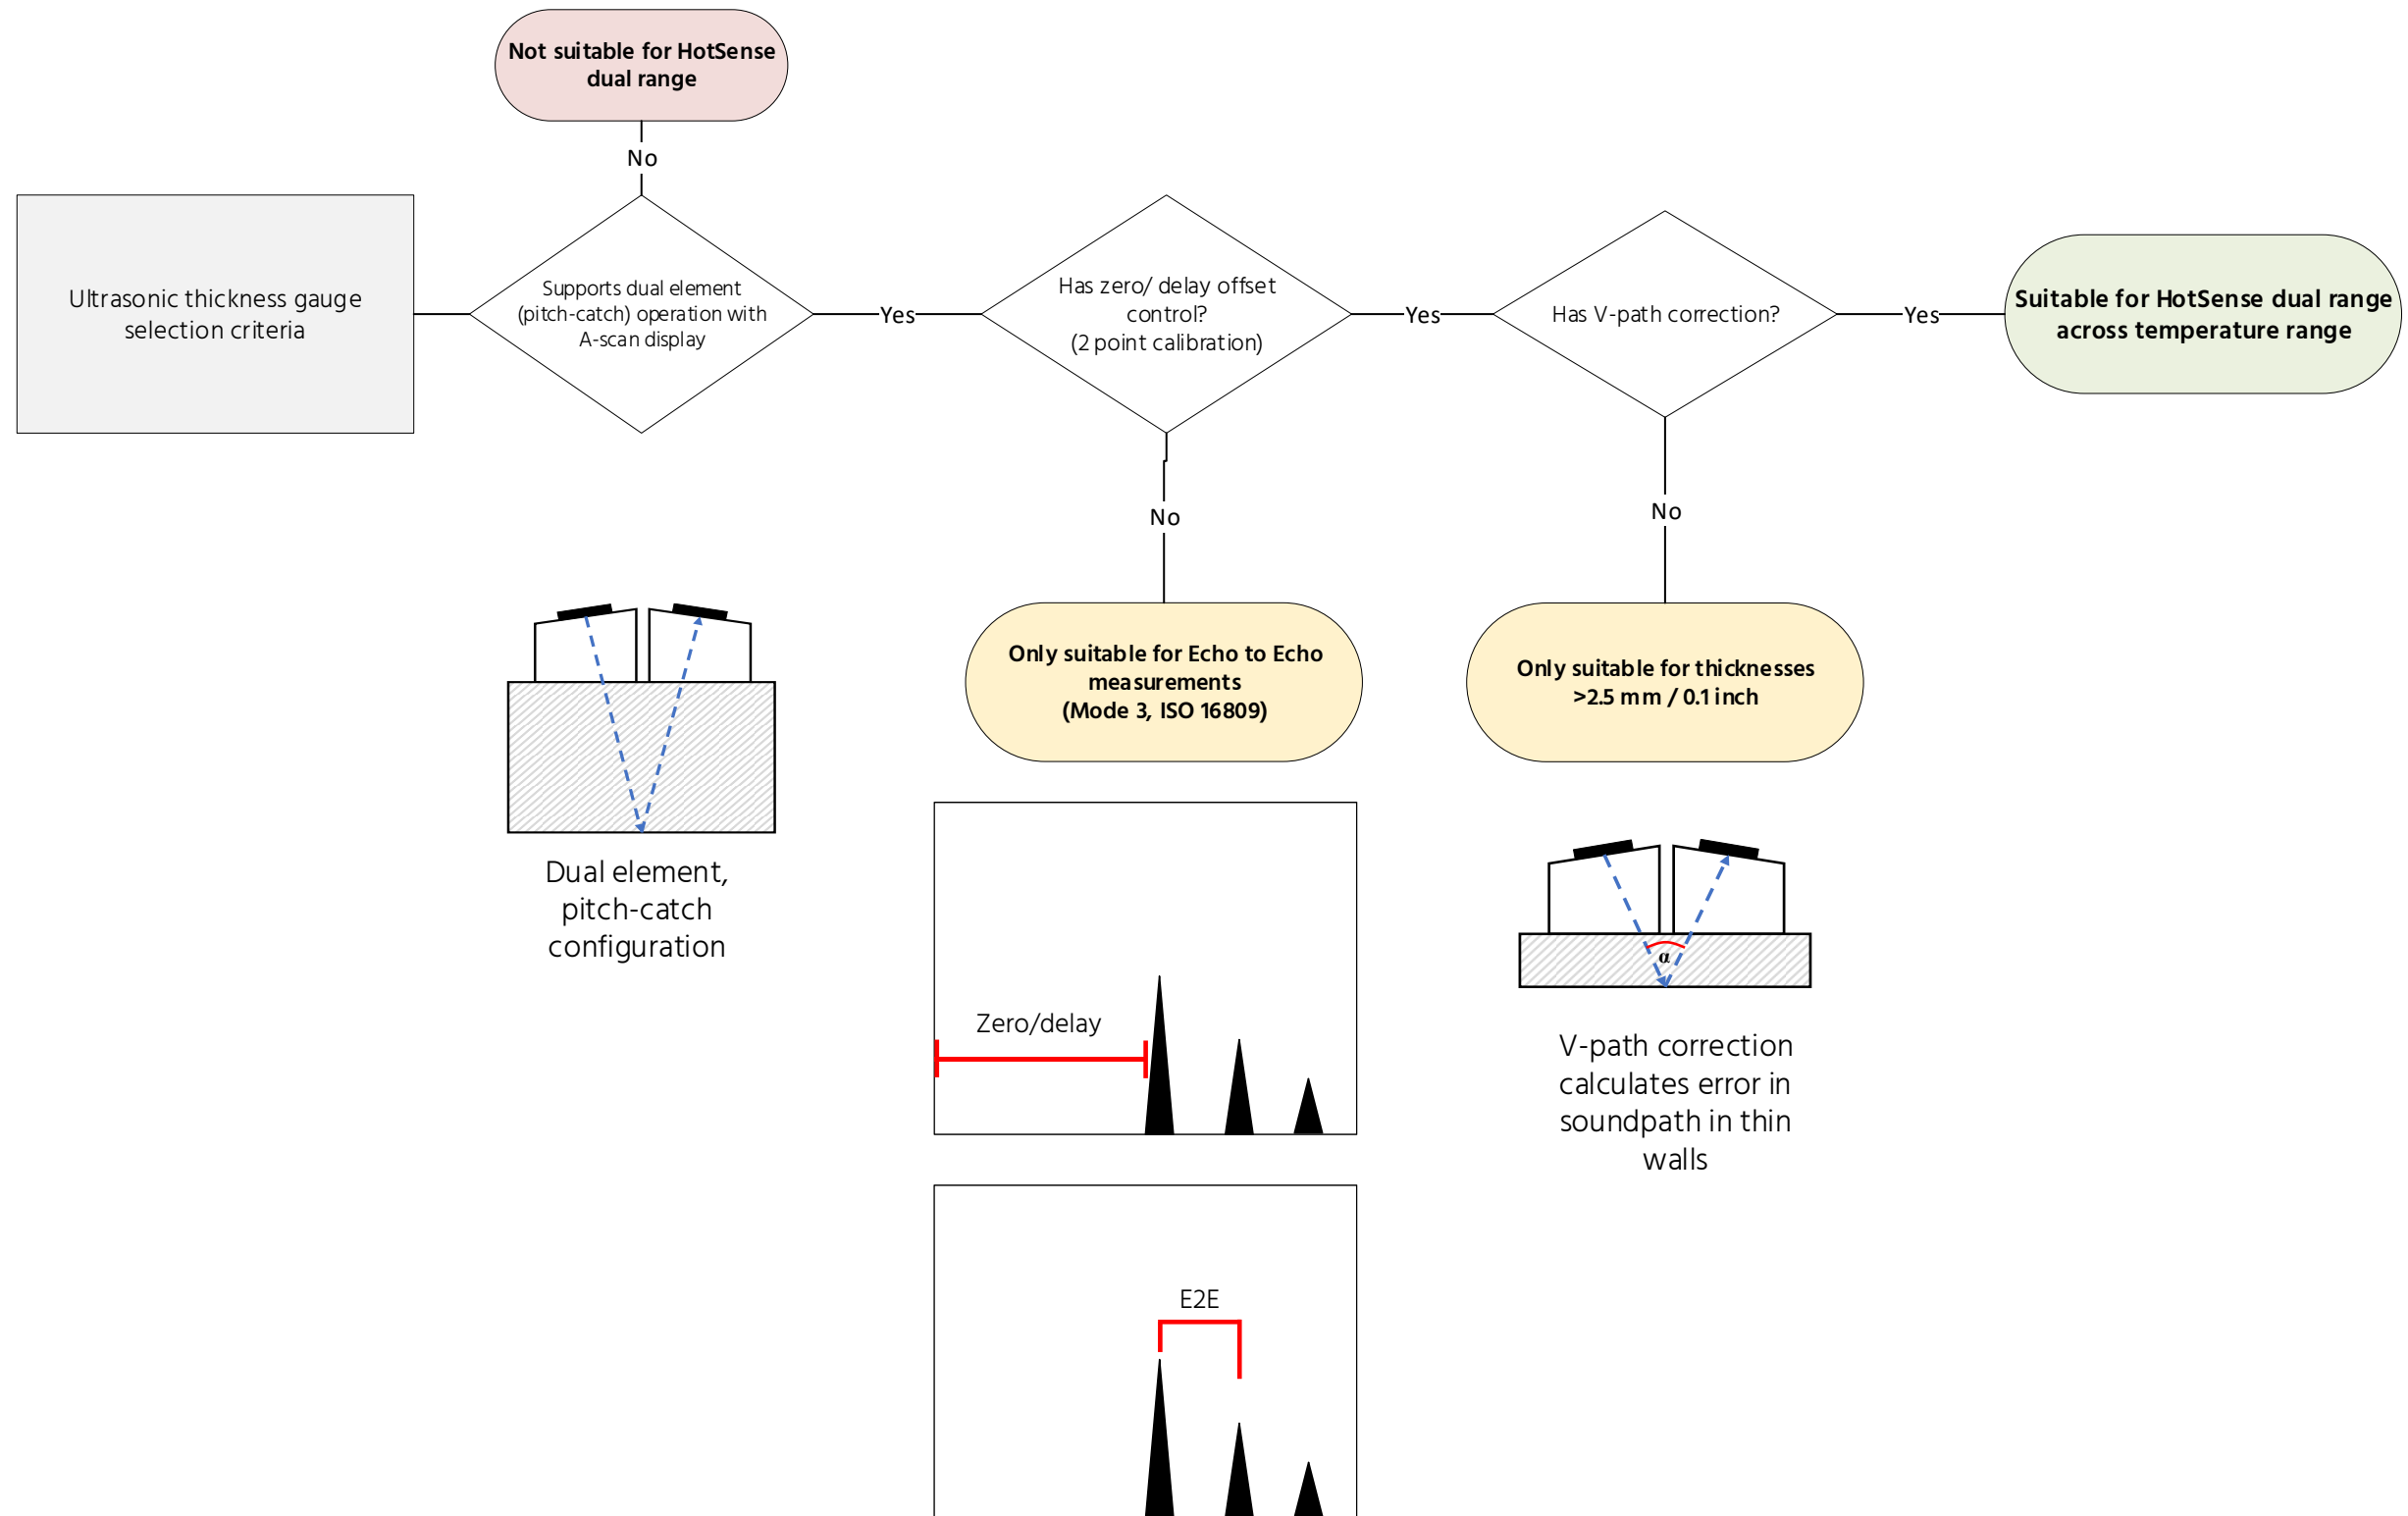 Not suitable for HotSense
dual range
No
Ultrasonic thickness gauge
selection criteria
Supports dual element
(pitch-catch) operation with
A-scan display
Yes
Has zero/ delay offset
control?
(2 point calibration)
Yes
Has V-path correction?
Yes
Suitable for HotSense dual range
across temperature range
No
No
Only suitable for Echo to Echo
measurements
(Mode 3, ISO 16809)
Only suitable for thicknesses
>2.5 mm / 0.1 inch
Dual element,
pitch-catch
configuration
Zero/delay
α
V-path correction
calculates error in
soundpath in thin
walls
E2E